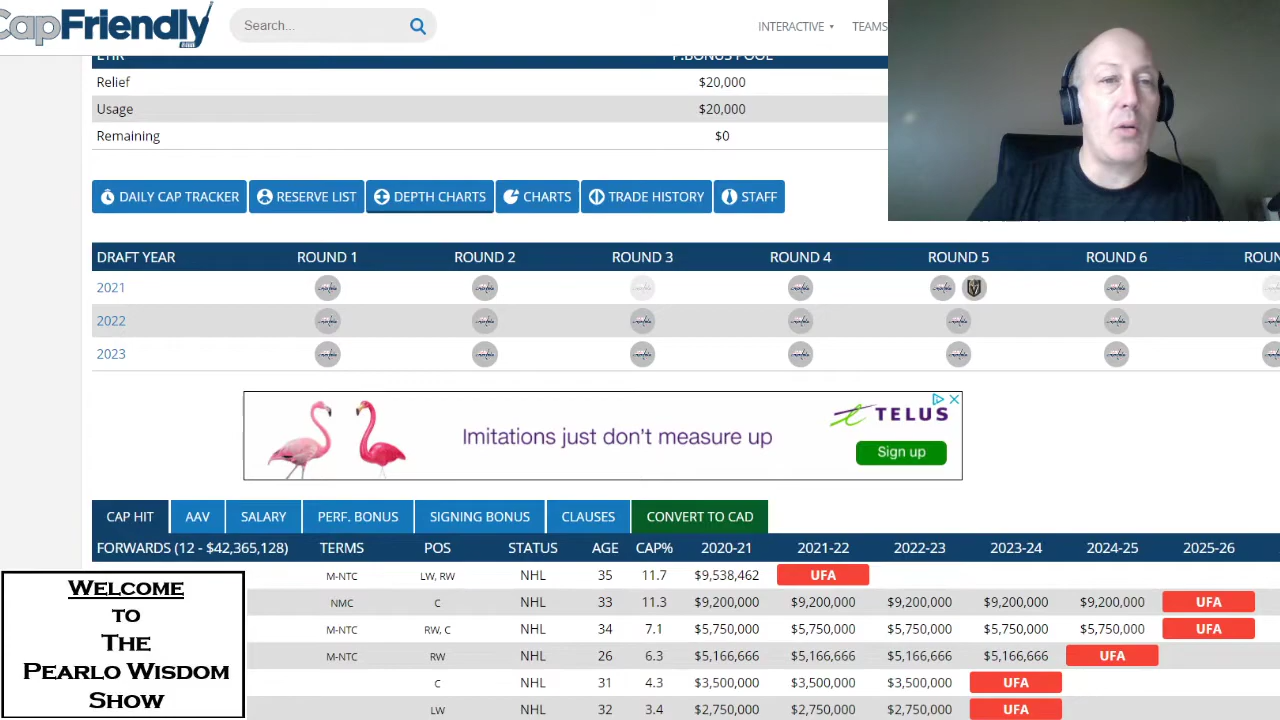 CapFriendly
Search...
INTERACTIVE
TEAMS
LTIR P.BONUS POOL
Relief $20,000
Usage $20,000
Remaining $0
DAILY CAP TRACKER RESERVE LIST DEPTH CHARTS CHARTS TRADE HISTORY STAFF
DRAFT YEAR ROUND 1 ROUND 2 ROUND 3 ROUND 4 ROUND 5 ROUND 6
2021
2022
2023
Imitations just don't measure up
TELUS
Sign up
CAP HIT AAV SALARY PERF. BONUS SIGNING BONUS CLAUSES CONVERT TO CAD
FORWARDS (12 - $42,365,128) TERMS POS STATUS AGE CAP% 2020-21 2021-22 2022-23 2023-24 2024-25 2025-26
M-NTC LW, RW NHL 35 11.7 $9,538,462 UFA
NMC C NHL 33 11.3 $9,200,000 $9,200,000 $9,200,000 $9,200,000 $9,200,000 UFA
M-NTC RW, C NHL 34 7.1 $5,750,000 $5,750,000 $5,750,000 $5,750,000 $5,750,000 UFA
M-NTC RW NHL 26 6.3 $5,166,666 $5,166,666 $5,166,666 $5,166,666 UFA
C NHL 31 4.3 $3,500,000 $3,500,000 $3,500,000 UFA
LW NHL 32 3.4 $2,750,000 $2,750,000 $2,750,000 UFA
Welcome
to
The
Pearlo Wisdom
Show